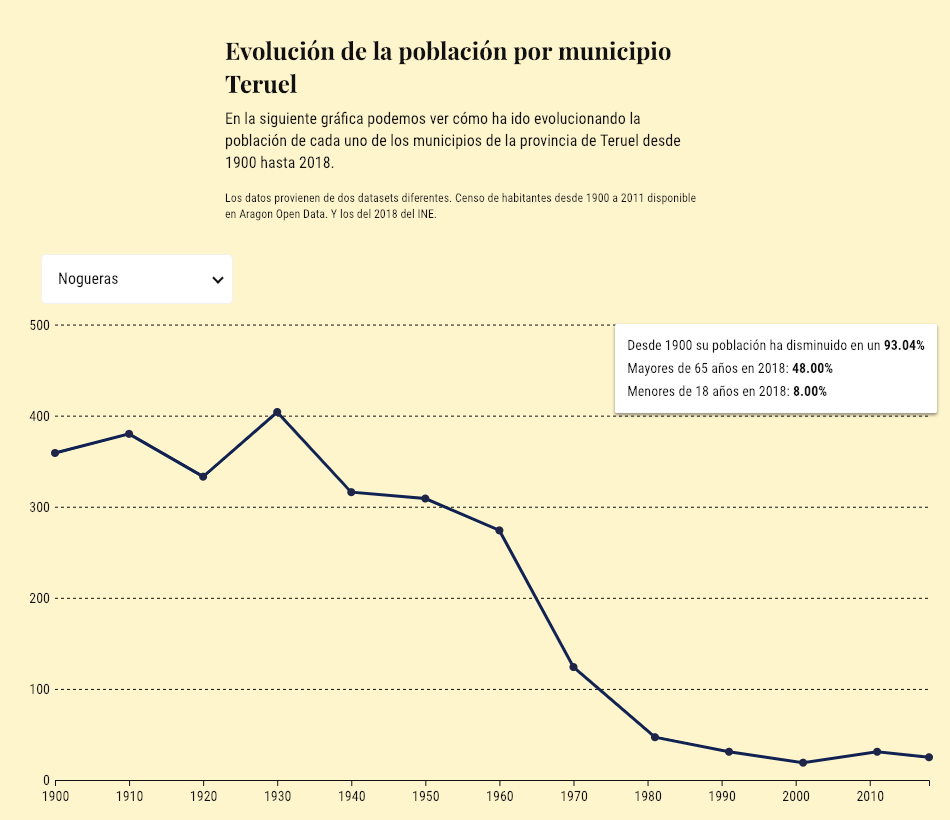 Evolución de la población por municipio
Teruel
En la siguiente gráfica podemos ver cómo ha ido evolucionando la
población de cada uno de los municipios de la provincia de Teruel desde
1900 hasta 2018.
Los datos provienen de dos datasets diferentes. Censo de habitantes desde 1900 a 2011 disponible
en Aragon Open Data. Y los del 2018 del INE.
Nogueras
500
Desde 1900 su población ha disminuido en un 93.04%
Mayores de 65 años en 2018: 48.00%
Menores de 18 años en 2018: 8.00%
400
300
200
100
0
1900 1910 1920 1930 1940 1950 1960 1970 1980 1990 2000 2010